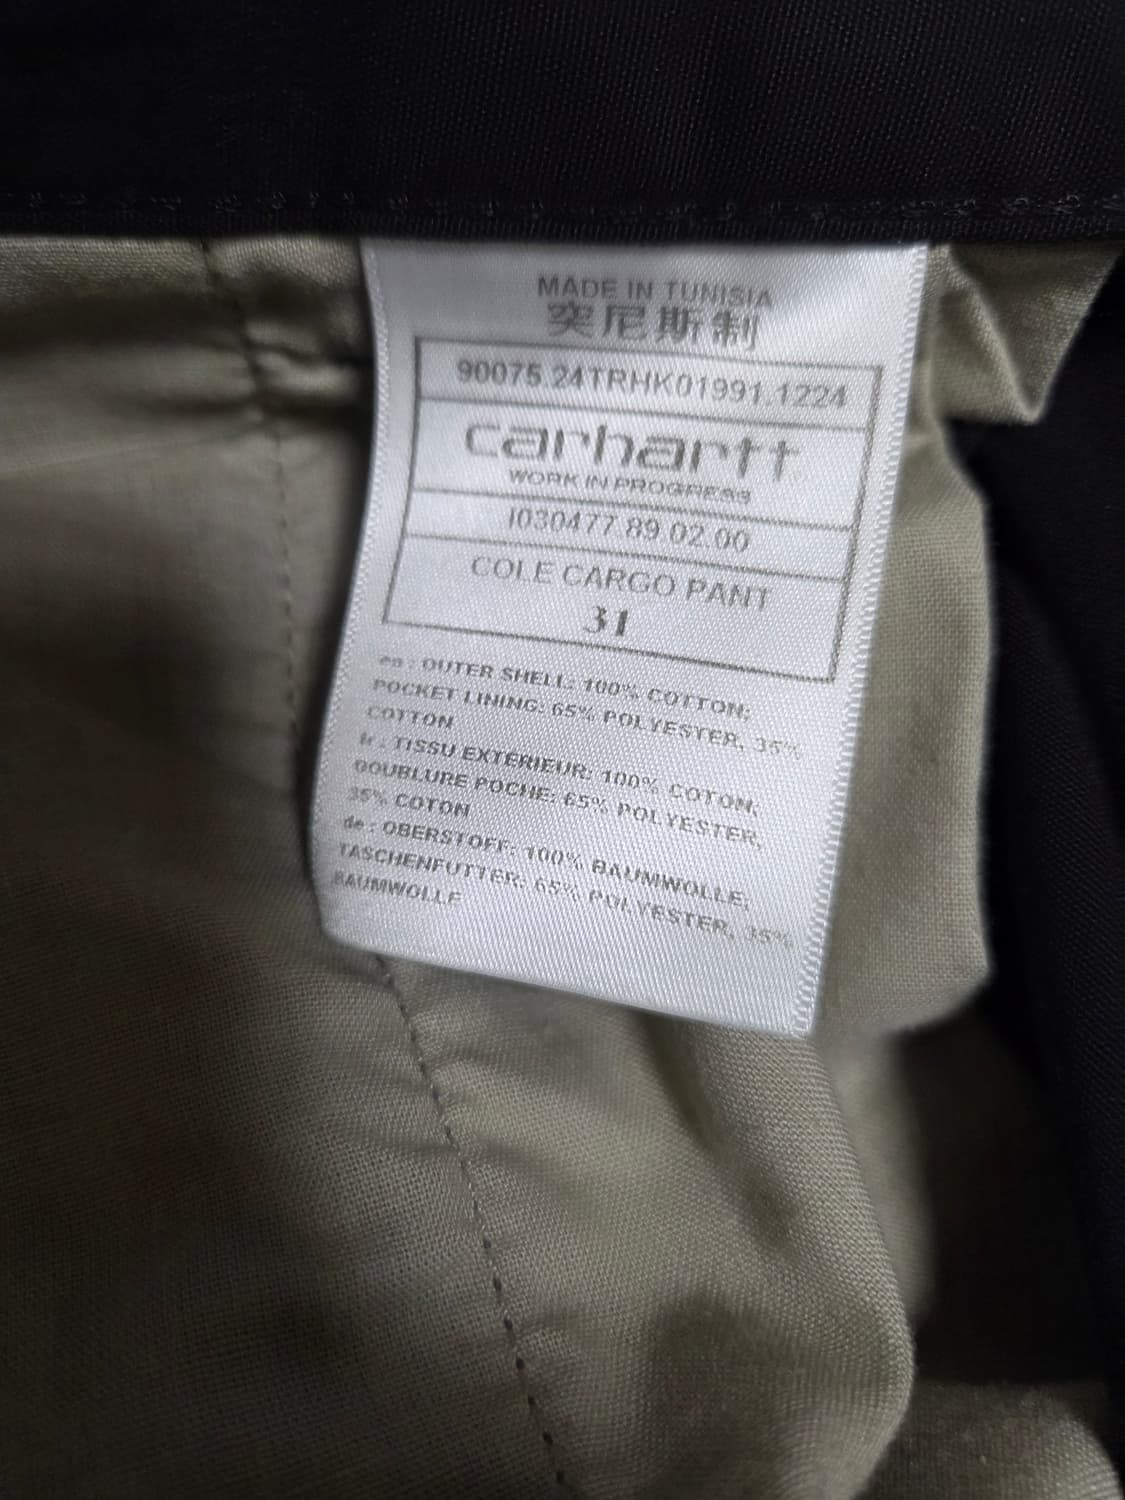 MADE IN TUNISIA
突尼斯制
90075.24TRHK01991.1224
carhartt
WORK IN PROGRESS
I030477.89.02.00
COLE CARGO PANT
31
en : OUTER SHELL: 100% COTTON;
POCKET LINING: 65% POLYESTER, 35%
COTTON
fr : TISSU EXTERIEUR: 100% COTON;
DOUBLURE POCHE: 65% POLYESTER,
35% COTON
de : OBERSTOFF: 100% BAUMWOLLE;
TASCHENFUTTER: 65% POLYESTER, 35%
BAUMWOLLE